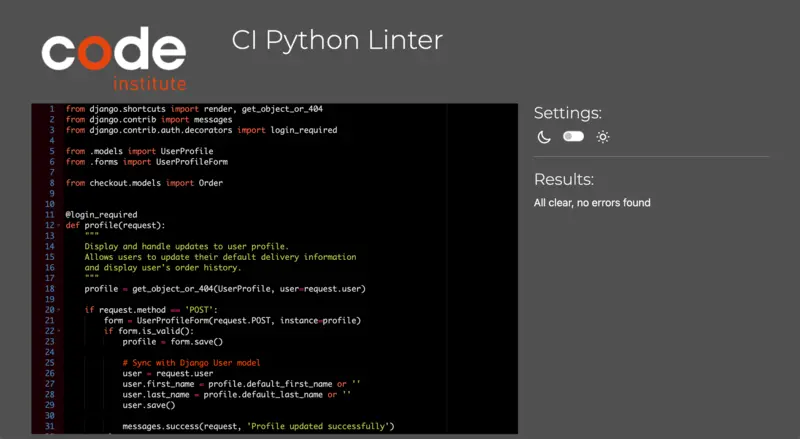 code
institute
CI Python Linter
1 from django.shortcuts import render, get_object_or_404
2 from django.contrib import messages
3 from django.contrib.auth.decorators import login_required
4
5 from .models import UserProfile
6 from .forms import UserProfileForm
7
8 from checkout.models import Order
9
10
11 @login_required
12 def profile(request):
13 """
14 Display and handle updates to user profile.
15 Allows users to update their default delivery information
16 and display user's order history.
17 """
18 profile = get_object_or_404(UserProfile, user=request.user)
19
20 if request.method == 'POST':
21 form = UserProfileForm(request.POST, instance=profile)
22 if form.is_valid():
23 profile = form.save()
24
25 # Sync with Django User model
26 user = request.user
27 user.first_name = profile.default_first_name or ''
28 user.last_name = profile.default_last_name or ''
29 user.save()
30
31 messages.success(request, 'Profile updated successfully')
Settings:
Results:
All clear, no errors found